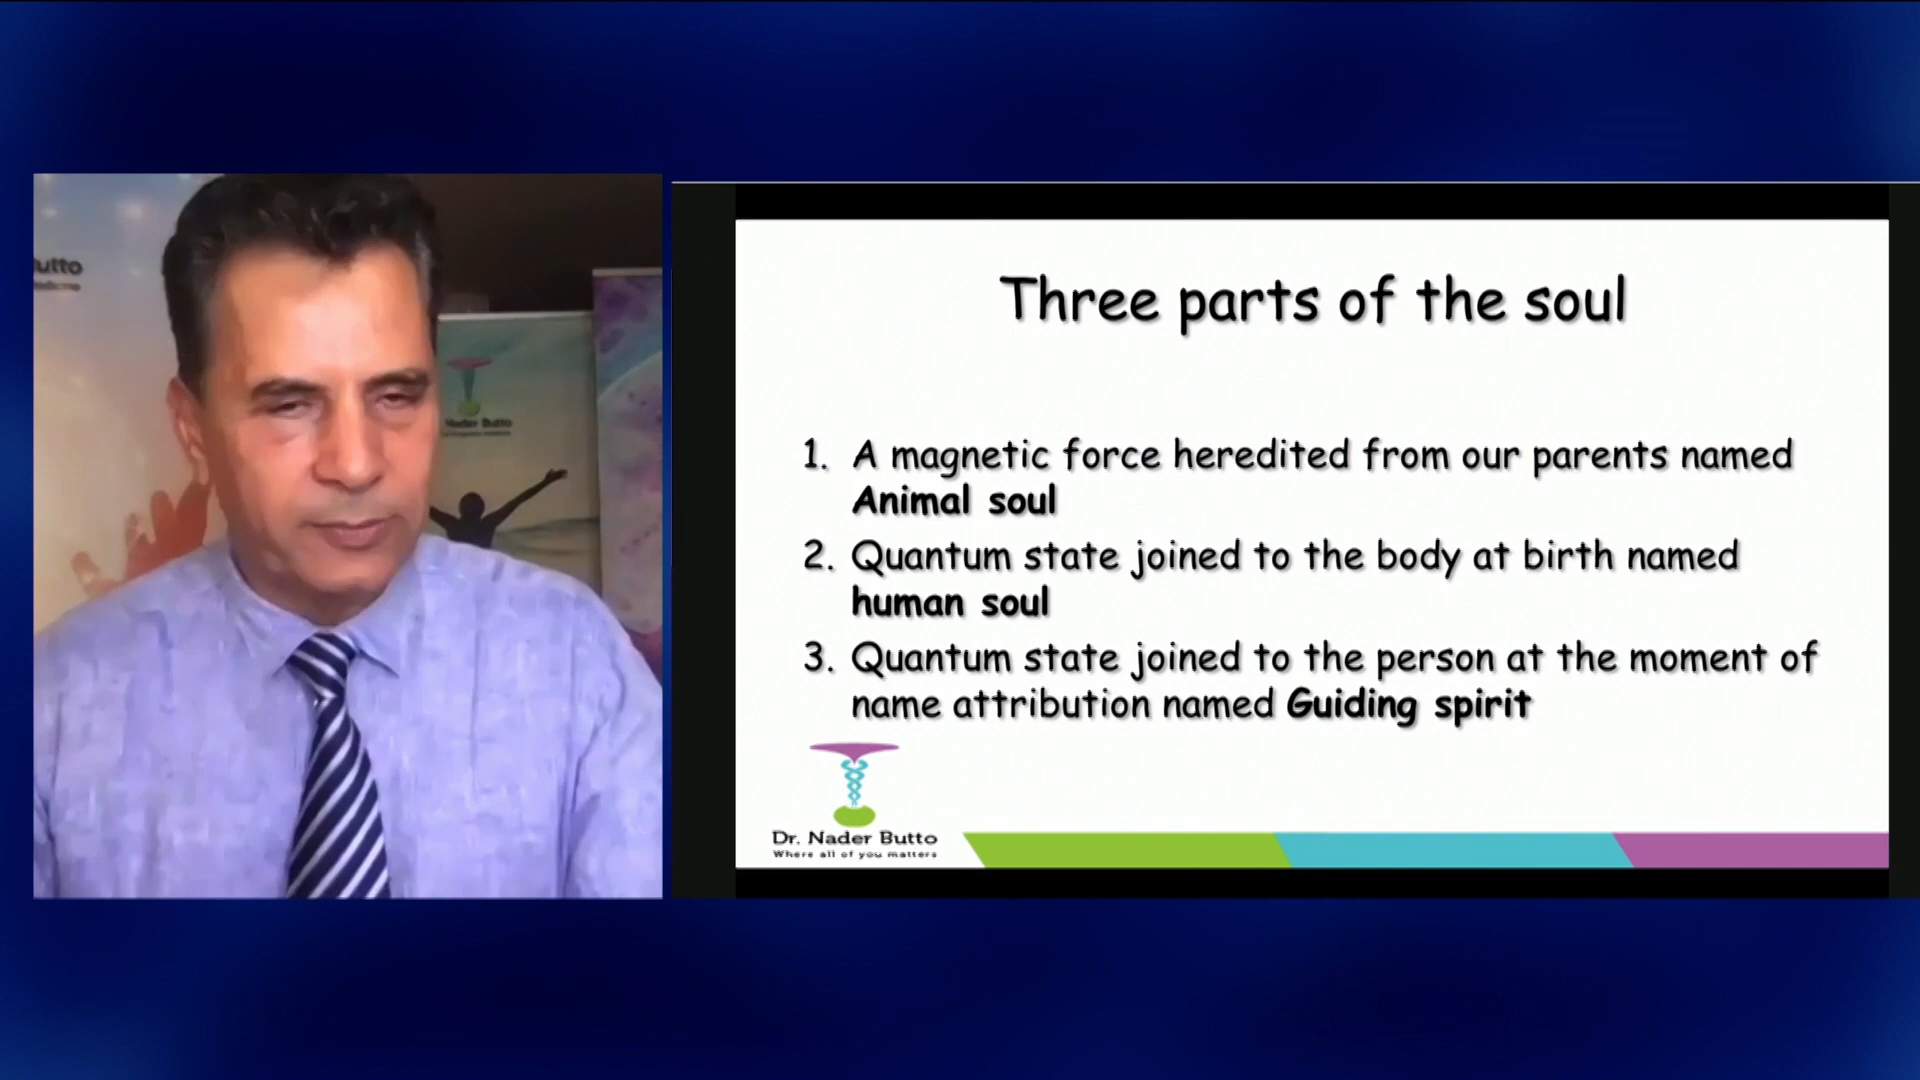 utto
Nader Butto
Three parts of the soul
1. A magnetic force heredited from our parents named
Animal soul
2. Quantum state joined to the body at birth named
human soul
3. Quantum state joined to the person at the moment of
name attribution named Guiding spirit
Dr. Nader Butto
Where all of you matters